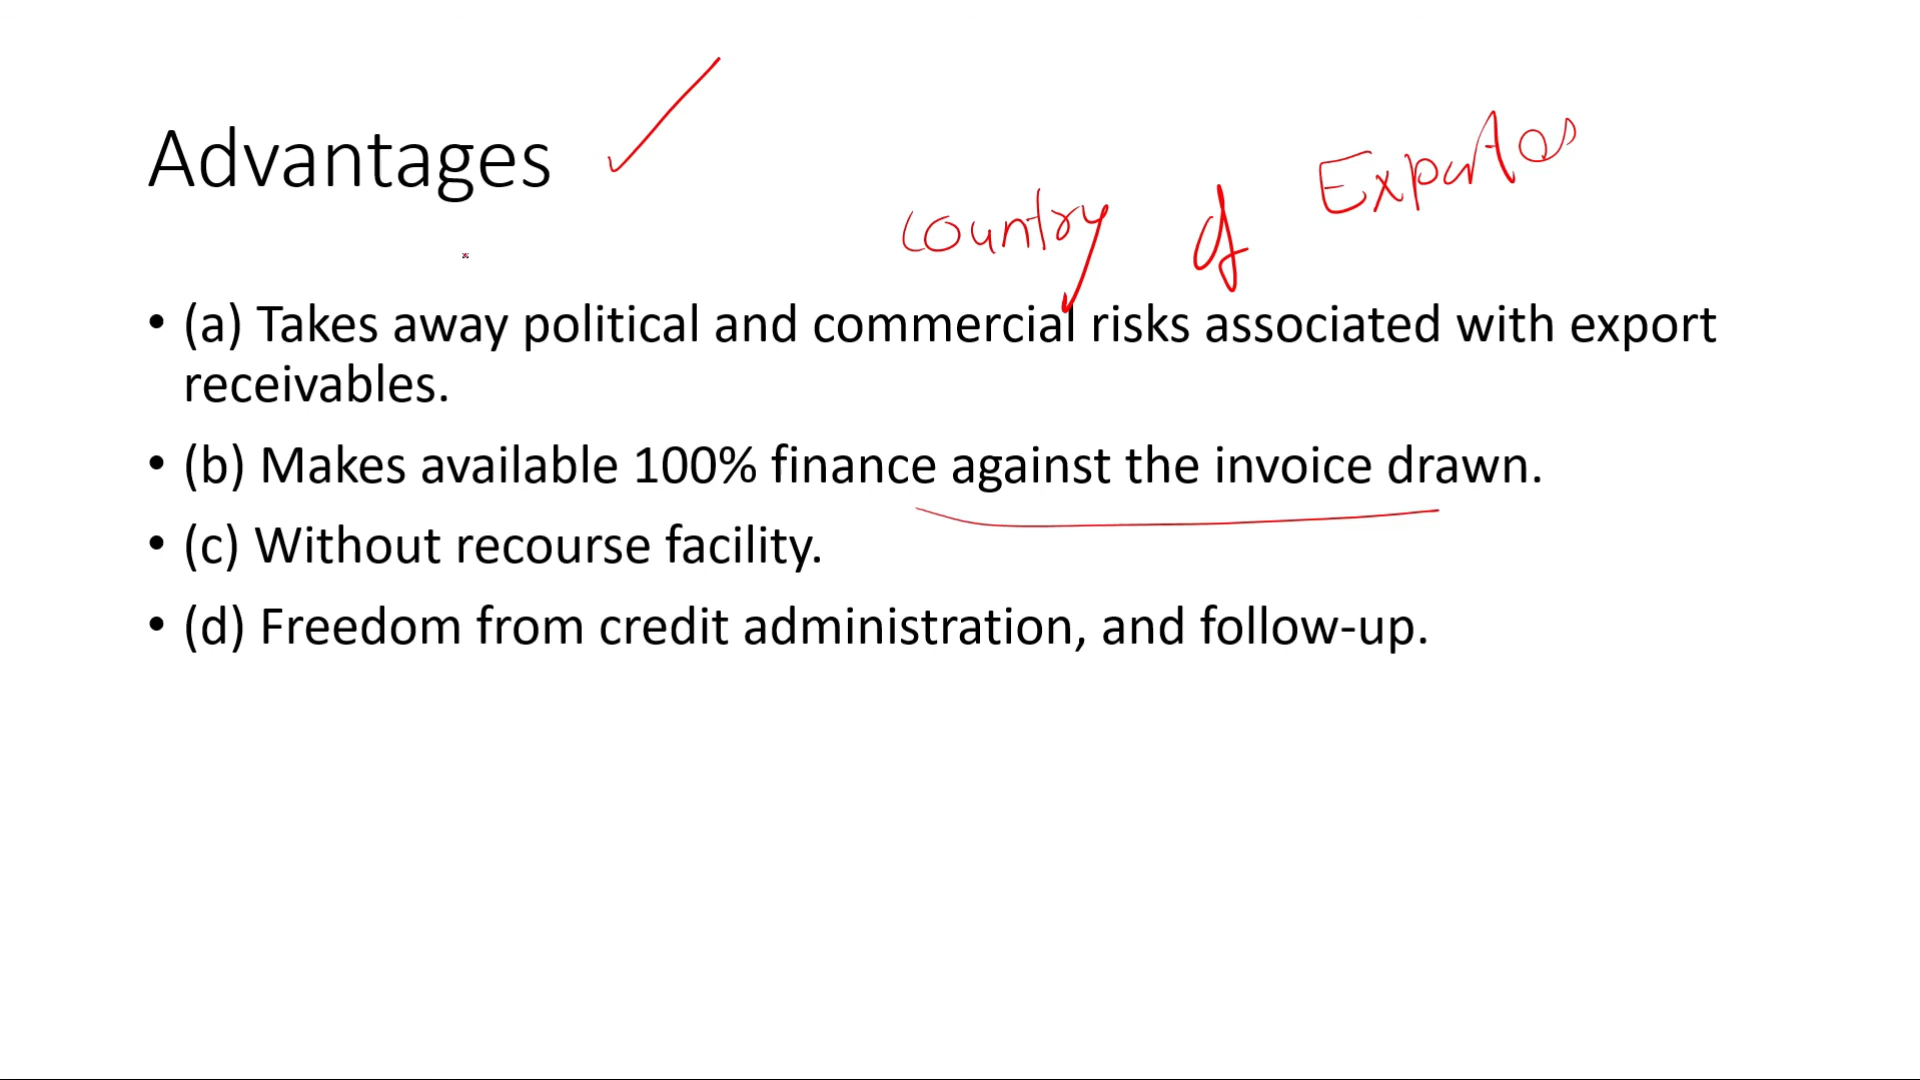 Advantages
country of Exporter
• (a) Takes away political and commercial risks associated with export
receivables.
• (b) Makes available 100% finance against the invoice drawn.
• (c) Without recourse facility.
• (d) Freedom from credit administration, and follow-up.